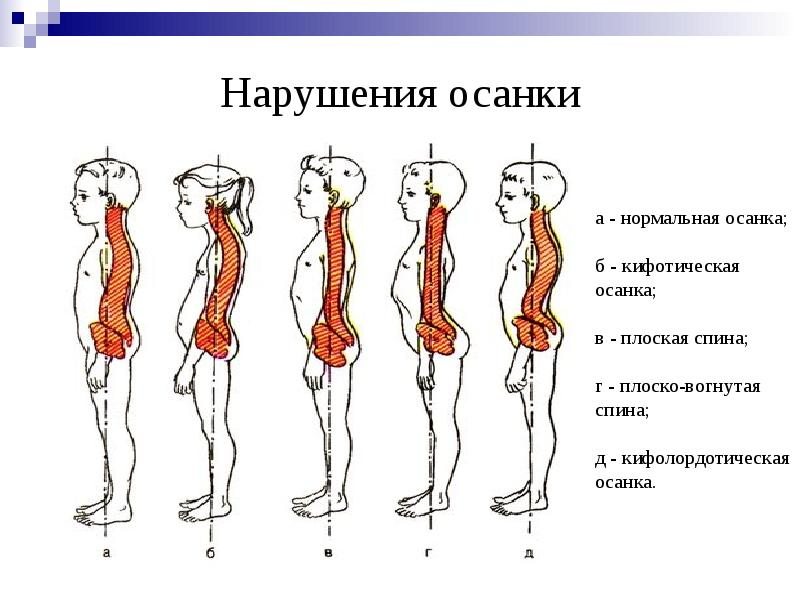 Нарушения осанки
а - нормальная осанка;
б - кифотическая
осанка;
в - плоская спина;
г - плоско-вогнутая
спина;
д - кифолордотическая
осанка.
а б в г д